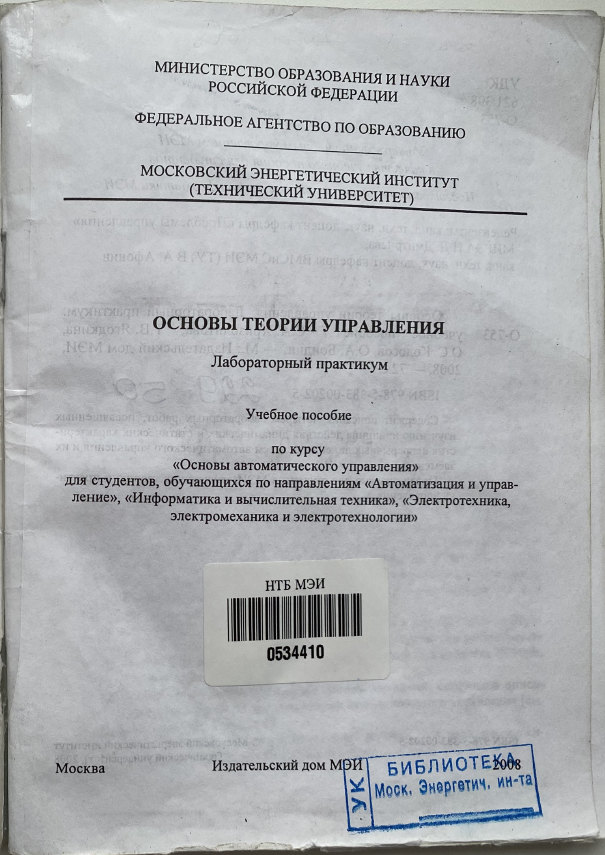 МИНИСТЕРСТВО ОБРАЗОВАНИЯ И НАУКИ
РОССИЙСКОЙ ФЕДЕРАЦИИ
ФЕДЕРАЛЬНОЕ АГЕНТСТВО ПО ОБРАЗОВАНИЮ
МОСКОВСКИЙ ЭНЕРГЕТИЧЕСКИЙ ИНСТИТУТ
(ТЕХНИЧЕСКИЙ УНИВЕРСИТЕТ)
ОСНОВЫ ТЕОРИИ УПРАВЛЕНИЯ
Лабораторный практикум
Учебное пособие
по курсу
«Основы автоматического управления»
для студентов, обучающихся по направлениям «Автоматизация и управ-
ление», «Информатика и вычислительная техника», «Электротехника,
электромеханика и электротехнологии»
НТБ МЭИ
0534410
Москва Издательский дом МЭИ 2008
УК
БИБЛИОТЕКА
Моск. Энергетич. ин-та